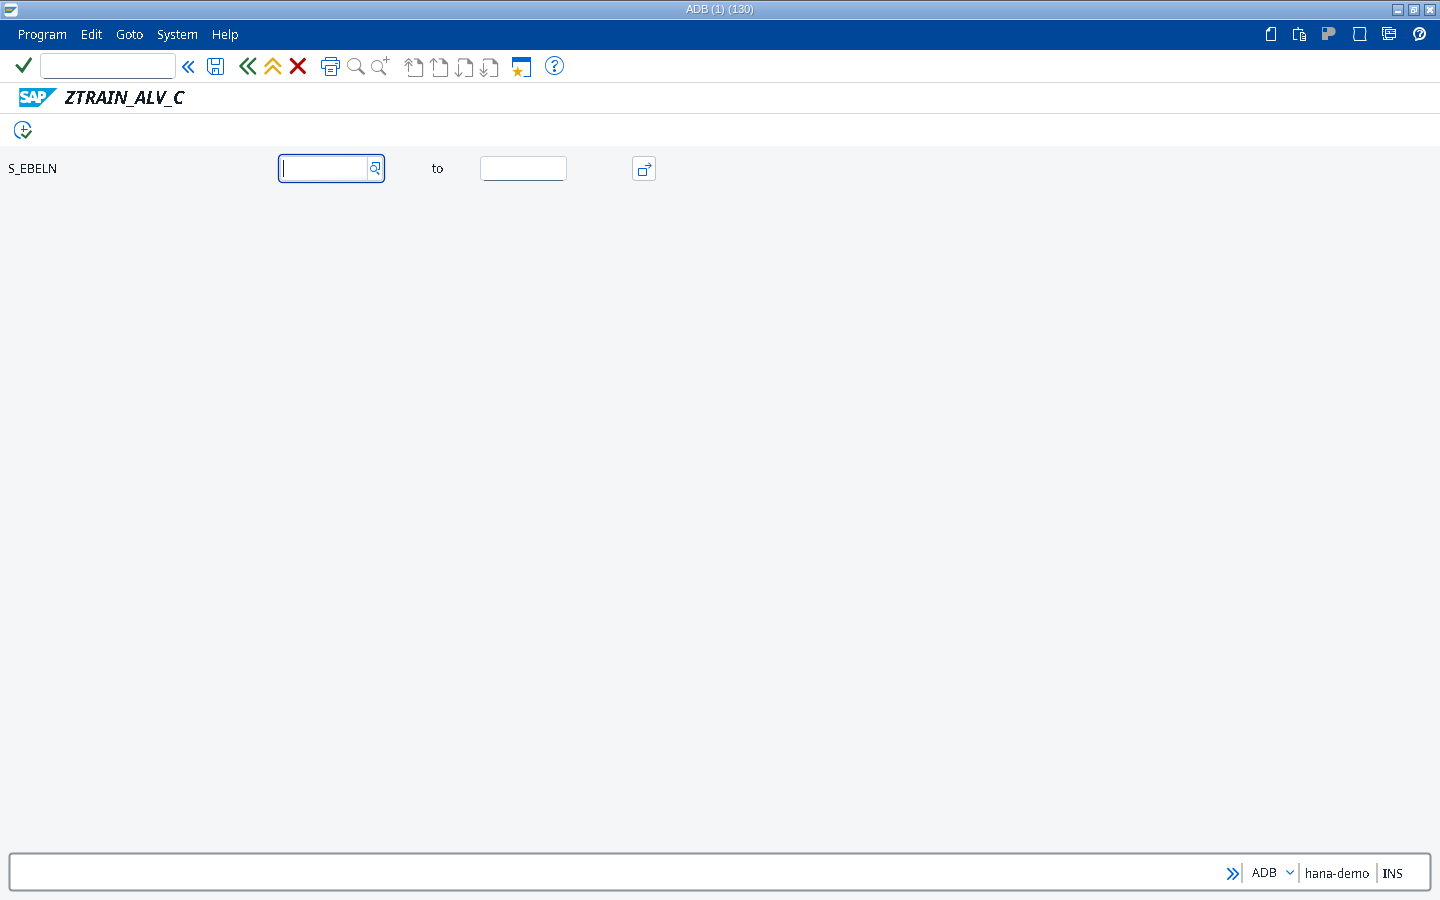 ADB (1) (130)
Program Edit Goto System Help
SAP ZTRAIN_ALV_C
S_EBELN to
ADB hana-demo INS